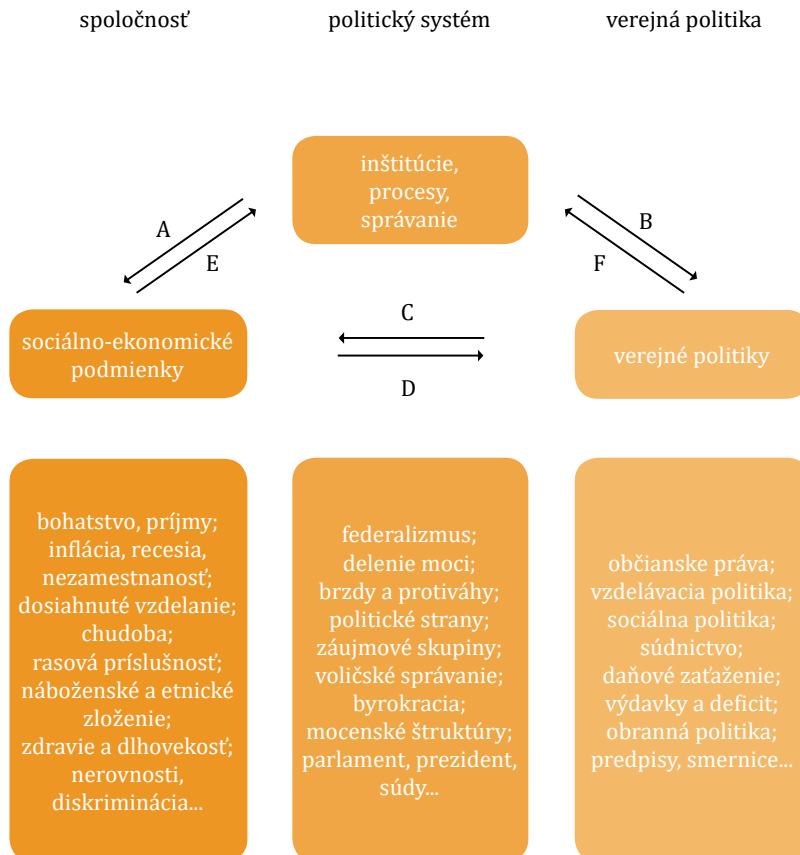 spoločnosť
politický systém
verejná politika
inštitúcie,
procesy,
správanie
A
E
B
F
C
D
sociálno-ekonomické
podmienky
verejné politiky
bohatstvo, príjmy;
inflácia, recesia,
nezamestnanosť;
dosiahnuté vzdelanie;
chudoba;
rasová príslušnosť;
náboženské a etnické
zloženie;
zdravie a dlhovekosť;
nerovnosti,
diskriminácia...
federalizmus;
delenie moci;
brzdy a protiváhy;
politické strany;
záujmové skupiny;
voličské správanie;
byrokracia;
mocenské štruktúry;
parlament, prezident,
súdy...
občianske práva;
vzdelávacia politika;
sociálna politika;
súdnictvo;
daňové zaťaženie;
výdavky a deficit;
obranná politika;
predpisy, smernice...